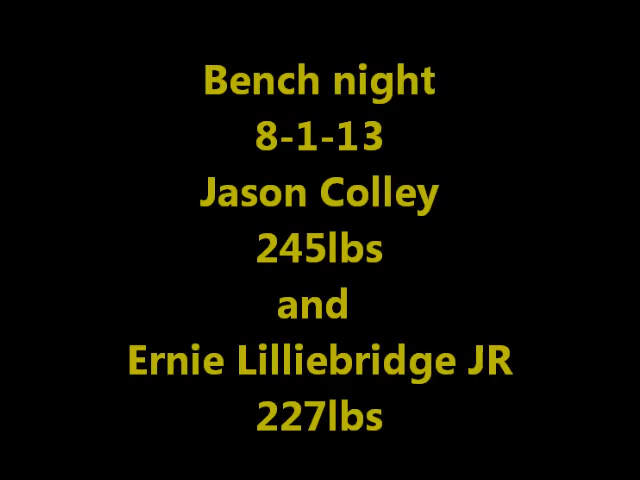 Bench night
8-1-13
Jason Colley
245lbs
and
Ernie Lilliebridge JR
227lbs